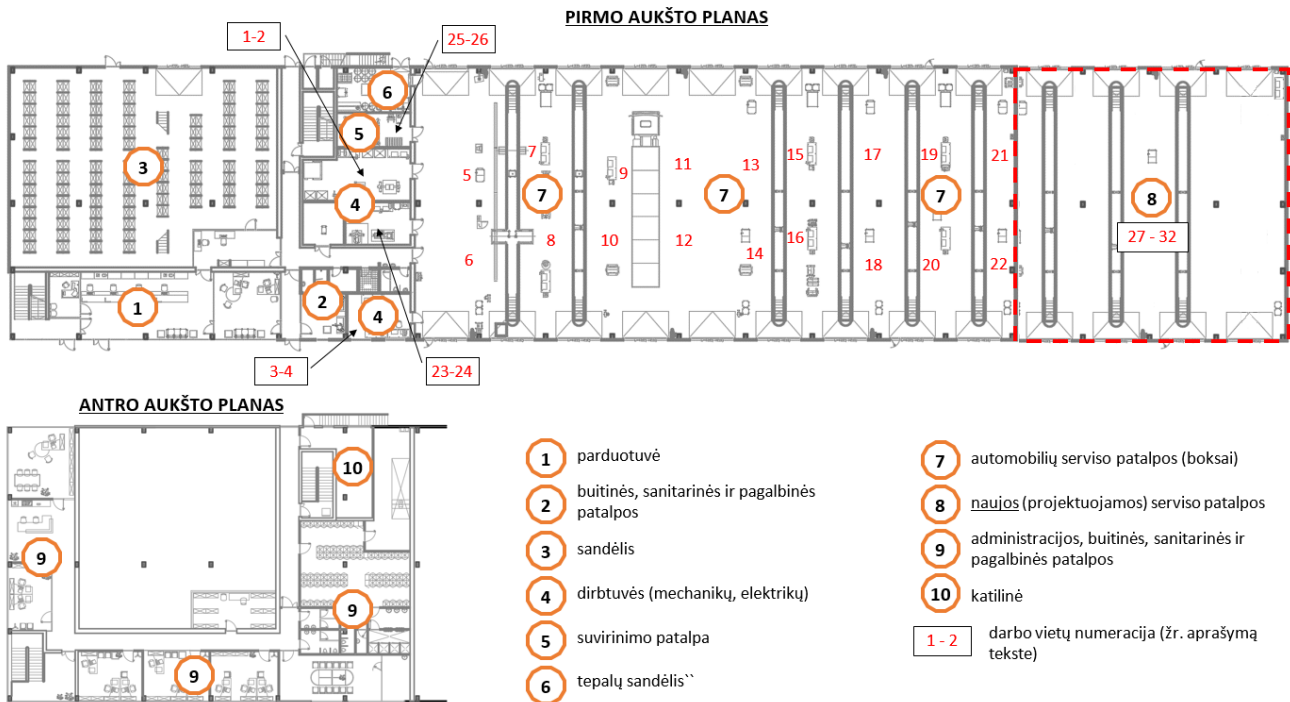 PIRMO AUKŠTO PLANAS
1-2
25-26
6
5
3
4
7
5
6
7
8
9
10
11
12
7
13
14
15
16
17
18
7
19
20
21
22
8
27 - 32
1
2
4
3-4
23-24
ANTRO AUKŠTO PLANAS
9
10
9
9
1 parduotuvė
2 buitinės, sanitarinės ir pagalbinės
patalpos
3 sandėlis
4 dirbtuvės (mechanikų, elektrikų)
5 suvirinimo patalpa
6 tepalų sandėlis``
7 automobilių serviso patalpos (boksai)
8 naujos (projektuojamos) serviso patalpos
9 administracijos, buitinės, sanitarinės ir
pagalbinės patalpos
10 katilinė
1 - 2 darbo vietų numeracija (žr. aprašymą
tekste)